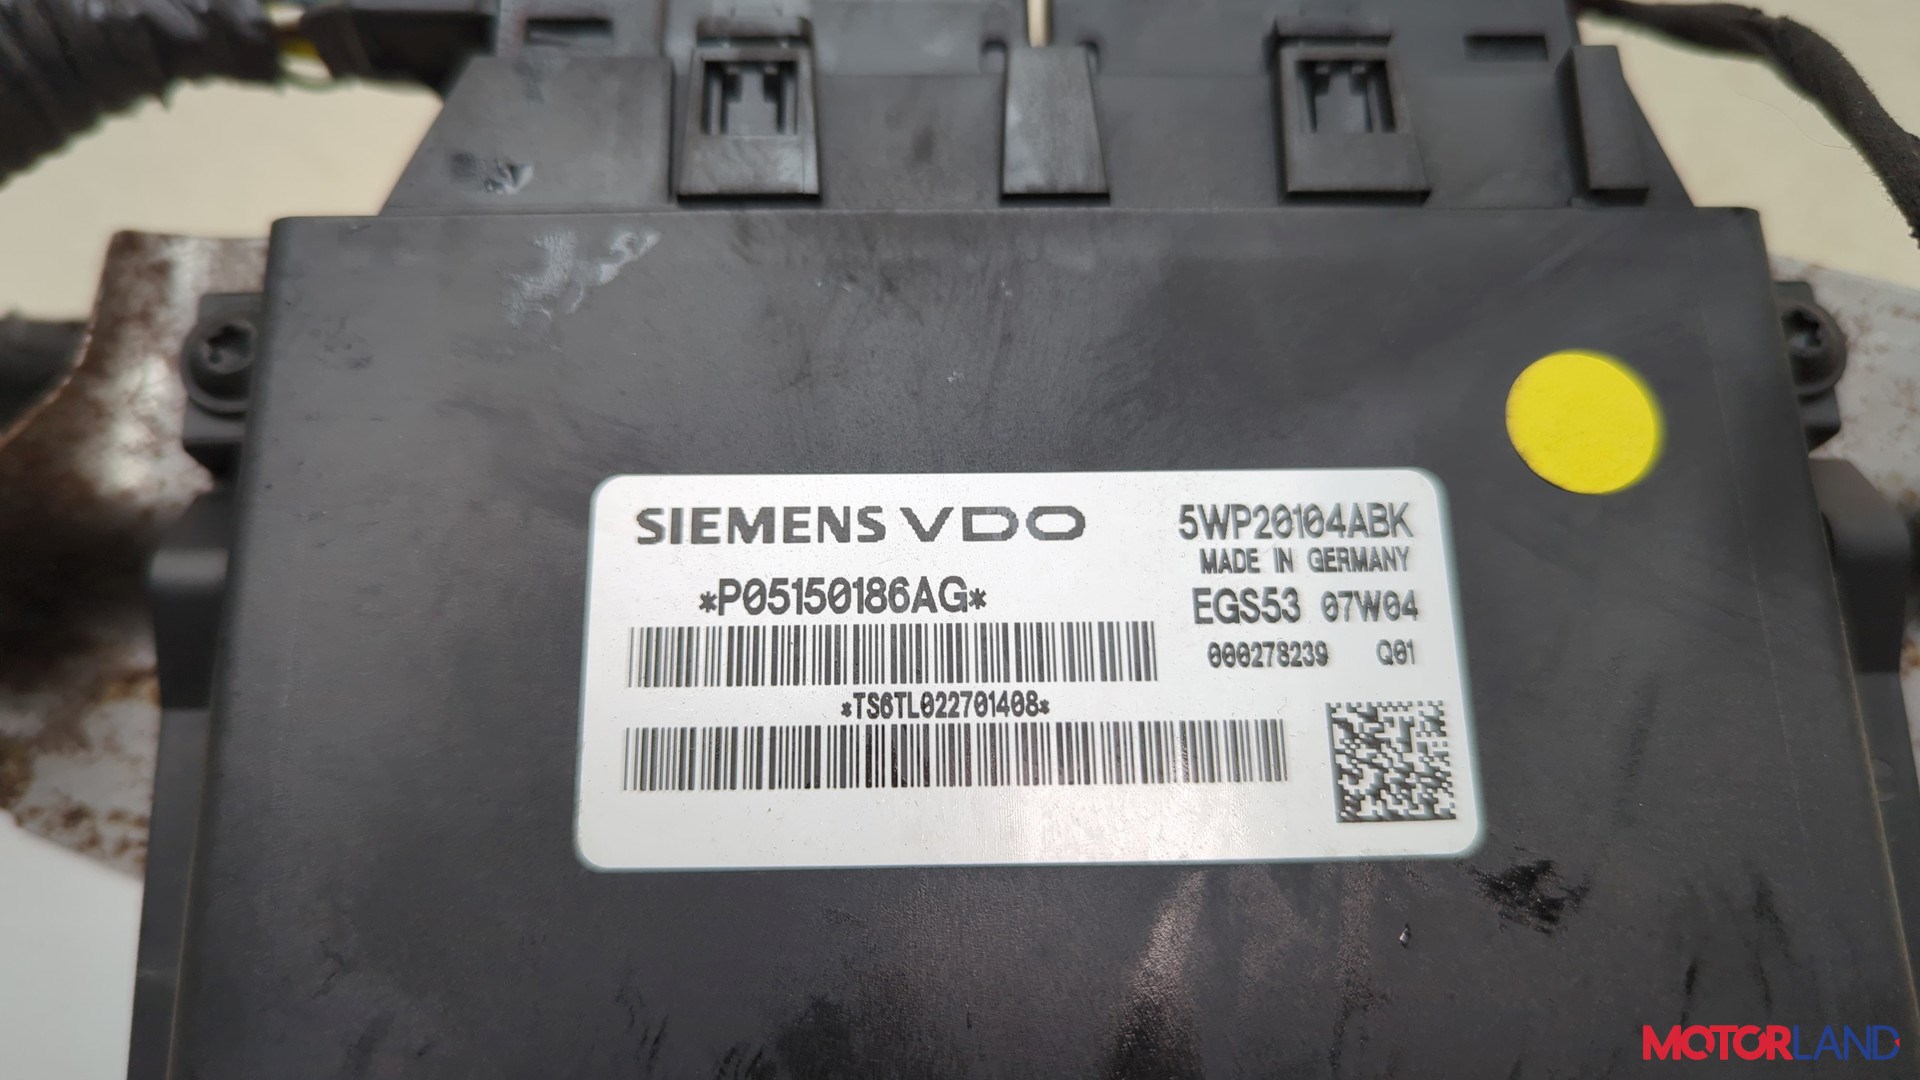 SIEMENS VDO
5WP20104ABK
MADE IN GERMANY
*P05150186AG*
EGS53 07W04
000278239 Q01
*TS6TL022701408*
MOTORLAND